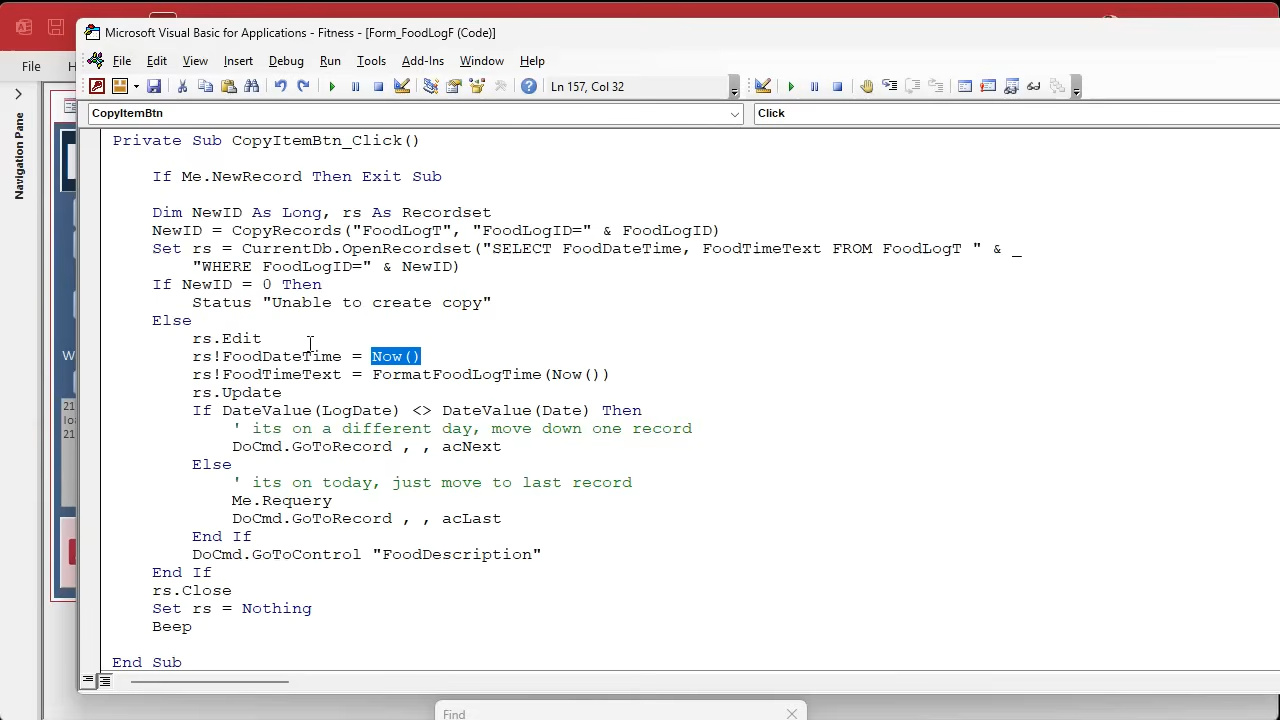 Microsoft Visual Basic for Applications - Fitness - [Form_FoodLogF (Code)]
File
File Edit View Insert Debug Run Tools Add-Ins Window Help
Ln 157, Col 32
CopyItemBtn
Click
Navigation Pane
Private Sub CopyItemBtn_Click()
If Me.NewRecord Then Exit Sub
Dim NewID As Long, rs As Recordset
NewID = CopyRecords("FoodLogT", "FoodLogID=" & FoodLogID)
Set rs = CurrentDb.OpenRecordset("SELECT FoodDateTime, FoodTimeText FROM FoodLogT " & _
"WHERE FoodLogID=" & NewID)
If NewID = 0 Then
Status "Unable to create copy"
Else
rs.Edit
rs!FoodDateTime = Now()
rs!FoodTimeText = FormatFoodLogTime(Now())
rs.Update
If DateValue(LogDate) <> DateValue(Date) Then
' its on a different day, move down one record
DoCmd.GoToRecord , , acNext
Else
' its on today, just move to last record
Me.Requery
DoCmd.GoToRecord , , acLast
End If
DoCmd.GoToControl "FoodDescription"
End If
rs.Close
Set rs = Nothing
Beep
End Sub
Find